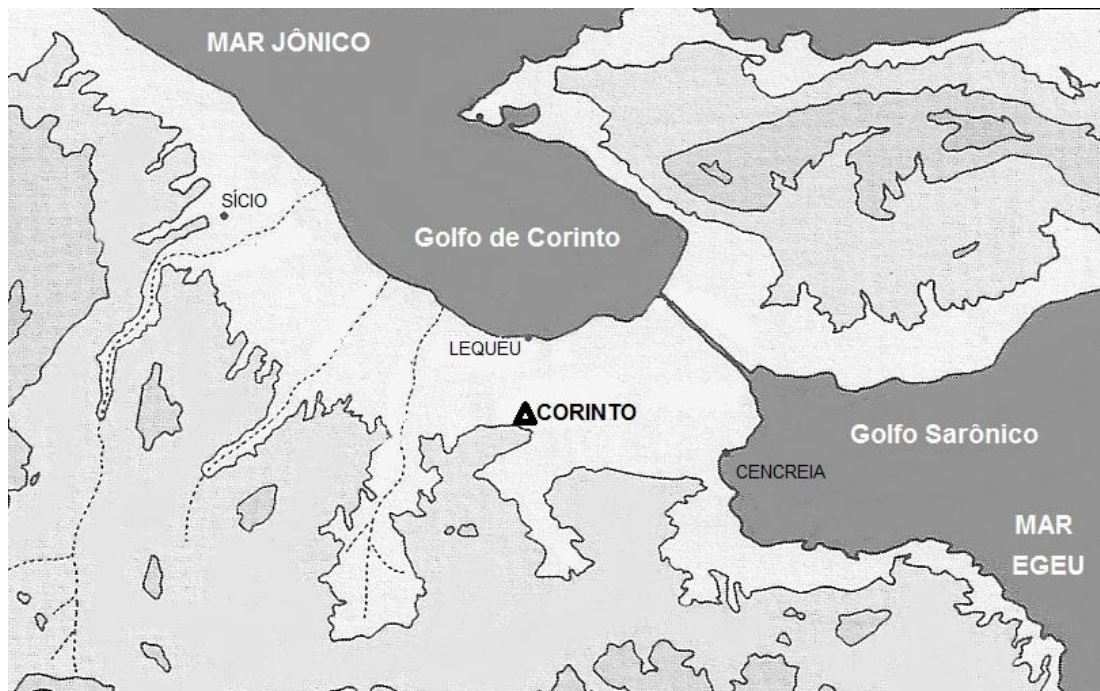 MAR JÔNICO
SÍCIO
Golfo de Corinto
LEQUEU
CORINTO
Golfo Sarônico
CENCREIA
MAR
EGEU